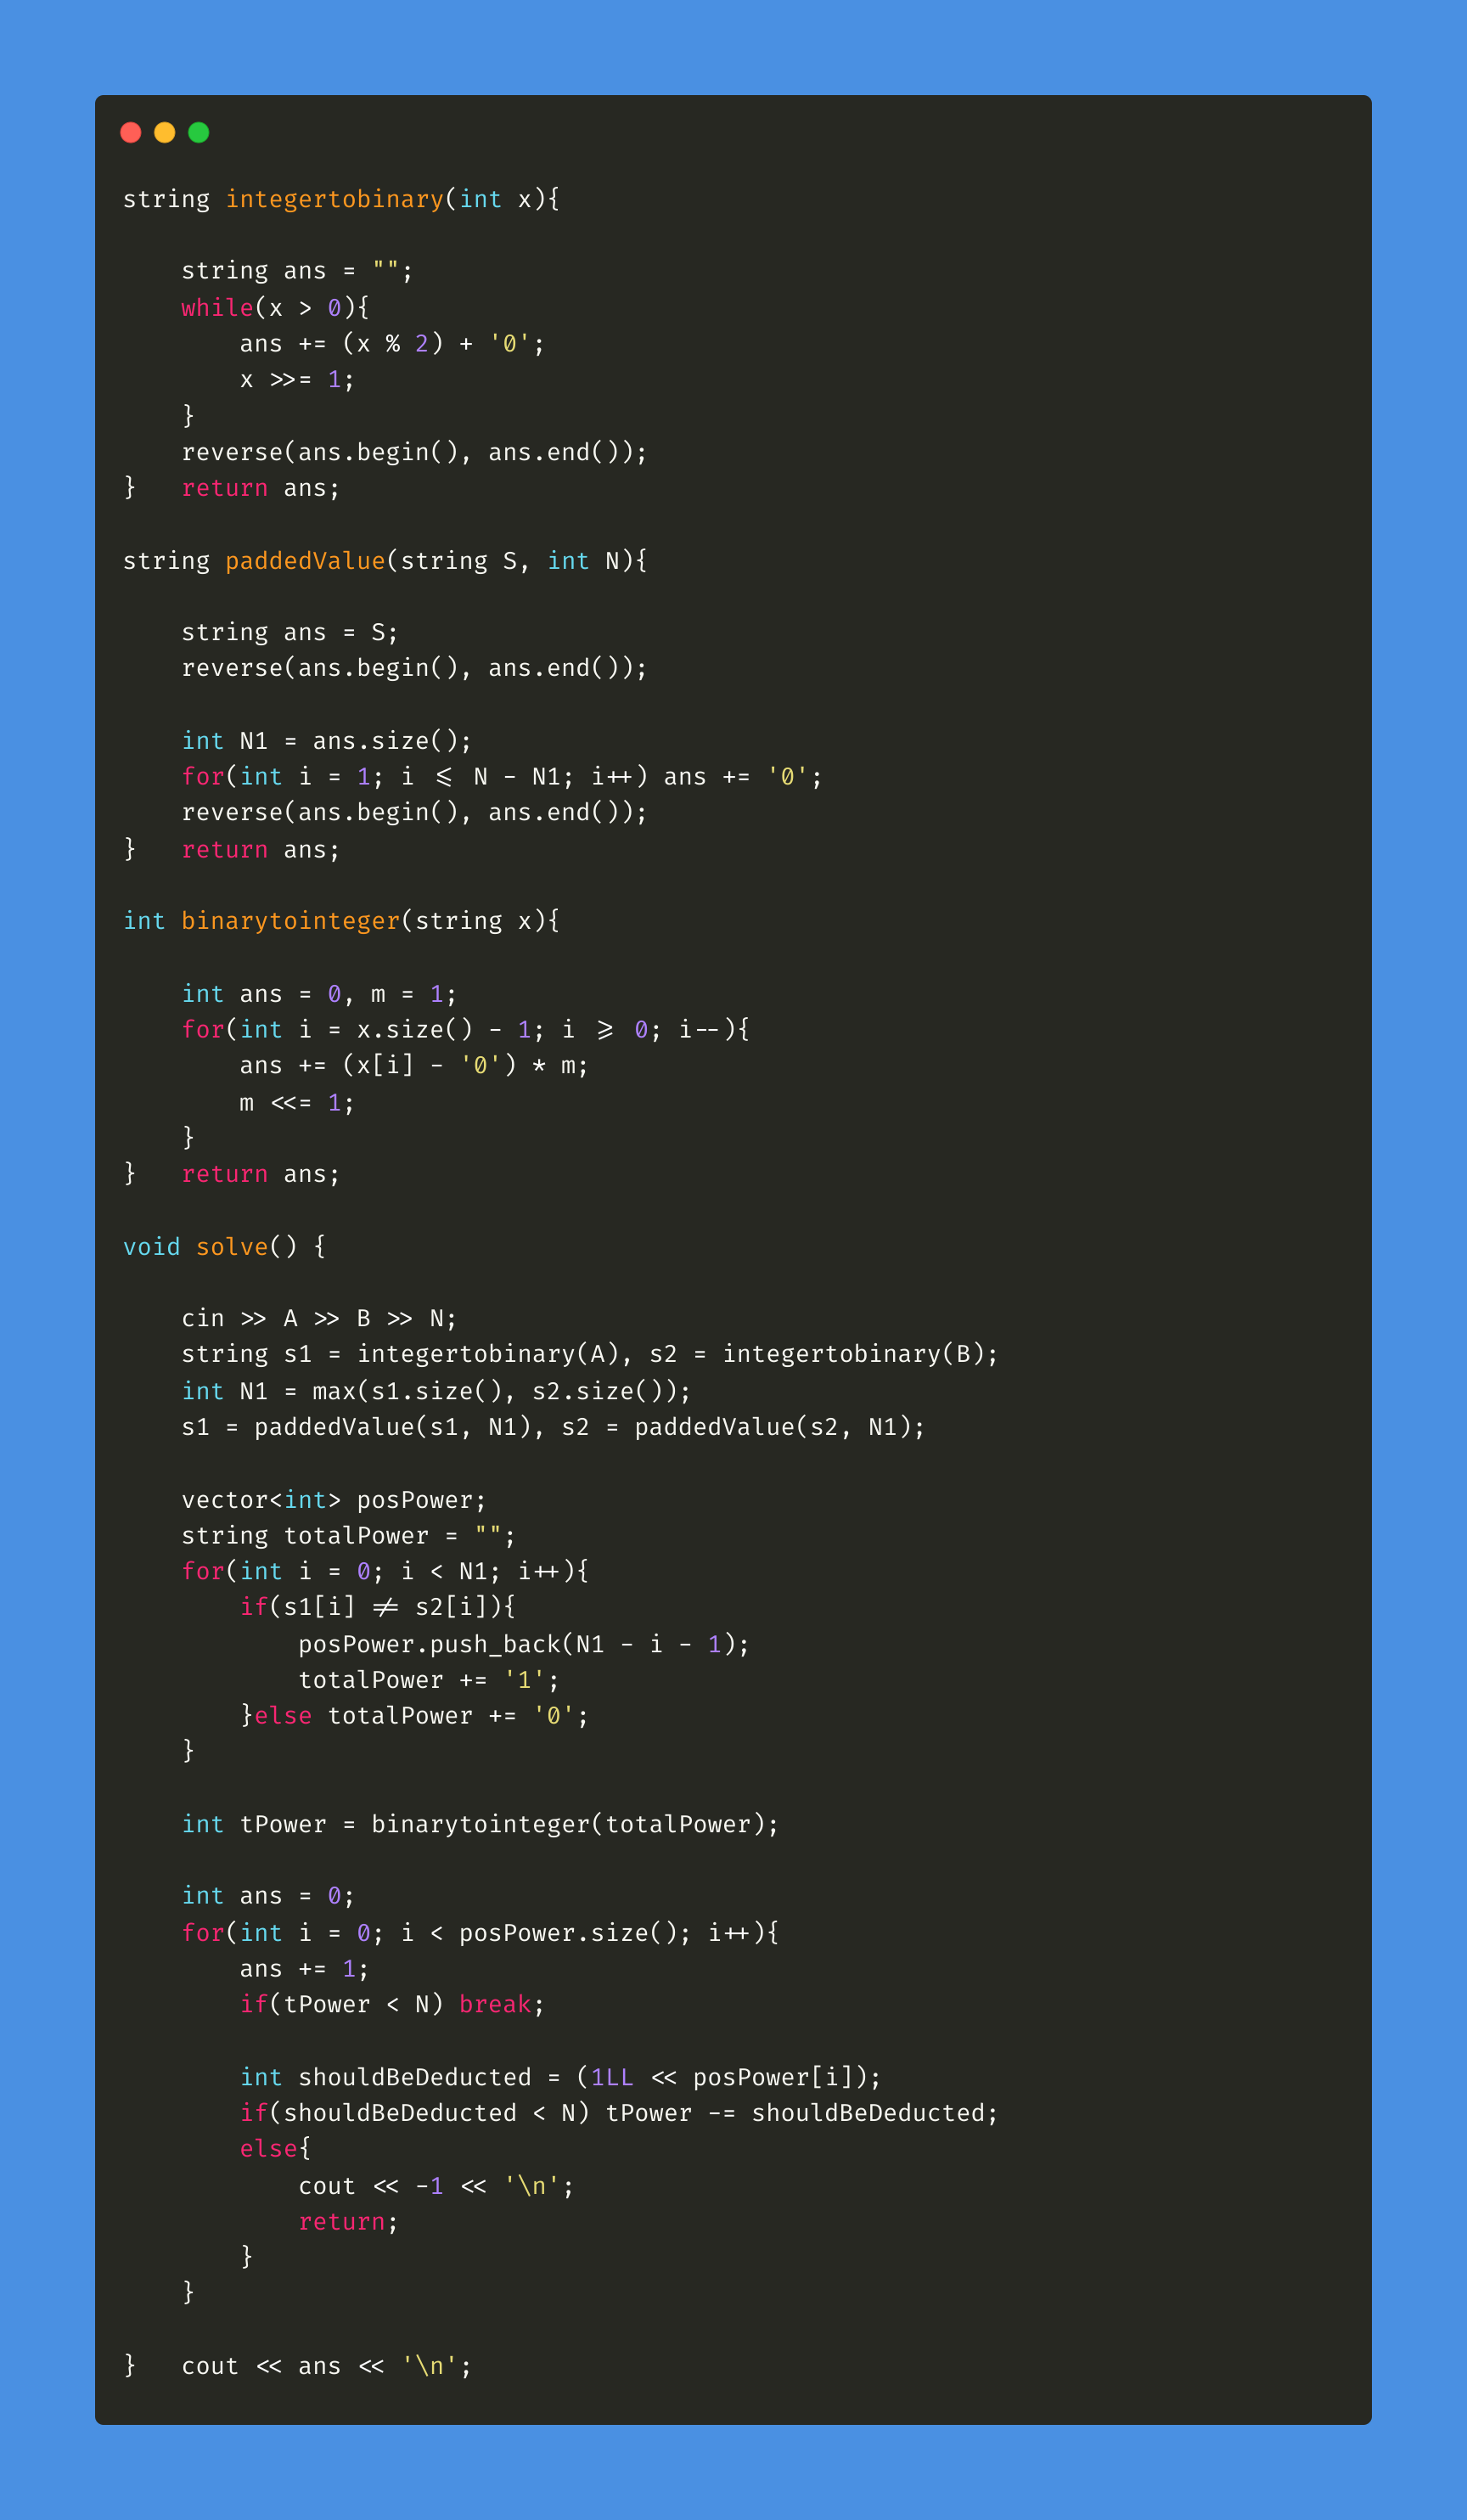 string integertobinary(int x){
    string ans = "";
    while(x > 0){
        ans += (x % 2) + '0';
        x >>= 1;
    }
    reverse(ans.begin(), ans.end());
}   return ans;
string paddedValue(string S, int N){
    string ans = S;
    reverse(ans.begin(), ans.end());
    int N1 = ans.size();
    for(int i = 1; i <= N - N1; i++) ans += '0';
    reverse(ans.begin(), ans.end());
}   return ans;
int binarytointeger(string x){
    int ans = 0, m = 1;
    for(int i = x.size() - 1; i >= 0; i--){
        ans += (x[i] - '0') * m;
        m <<= 1;
    }
}   return ans;
void solve() {
    cin >> A >> B >> N;
    string s1 = integertobinary(A), s2 = integertobinary(B);
    int N1 = max(s1.size(), s2.size());
    s1 = paddedValue(s1, N1), s2 = paddedValue(s2, N1);
    vector<int> posPower;
    string totalPower = "";
    for(int i = 0; i < N1; i++){
        if(s1[i] != s2[i]){
            posPower.push_back(N1 - i - 1);
            totalPower += '1';
        }else totalPower += '0';
    }
    int tPower = binarytointeger(totalPower);
    int ans = 0;
    for(int i = 0; i < posPower.size(); i++){
        ans += 1;
        if(tPower < N) break;
        int shouldBeDeducted = (1LL << posPower[i]);
        if(shouldBeDeducted < N) tPower -= shouldBeDeducted;
        else{
            cout << -1 << '\n';
            return;
        }
    }
}   cout << ans << '\n';